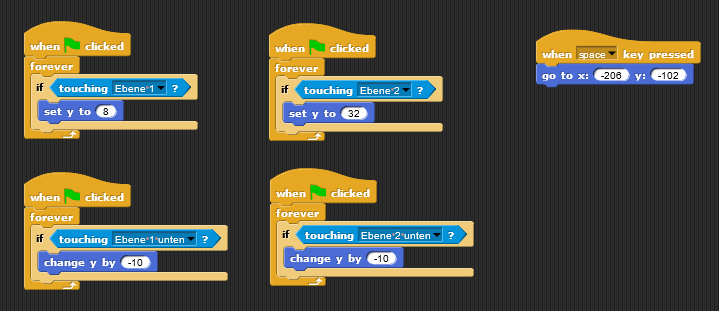 when clicked
forever
if touching Ebene 1 ?
set y to 8
when clicked
forever
if touching Ebene 2 ?
set y to 32
when space key pressed
go to x: -206 y: -102
when clicked
forever
if touching Ebene 1 unten ?
change y by -10
when clicked
forever
if touching Ebene 2 unten ?
change y by -10